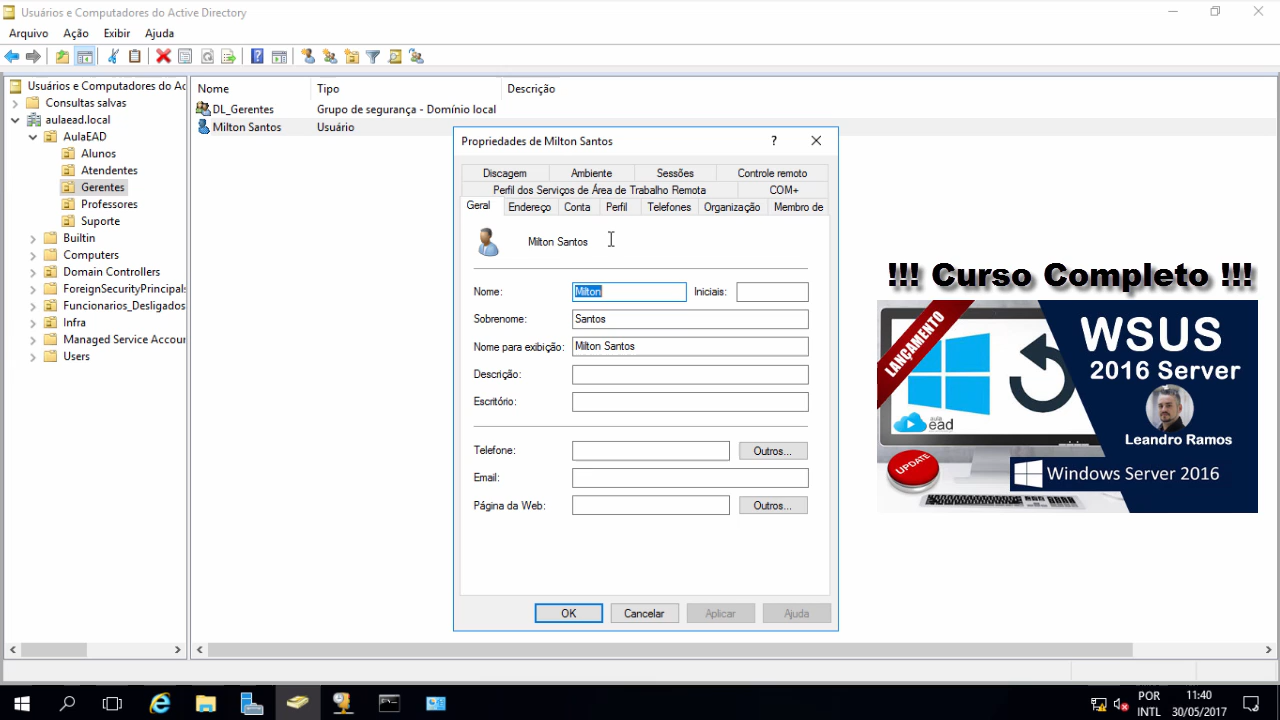 Usuários e Computadores do Active Directory
Arquivo Ação Exibir Ajuda
Usuários e Computadores do Ac
Consultas salvas
aulaead.local
AulaEAD
Alunos
Atendentes
Gerentes
Professores
Suporte
Builtin
Computers
Domain Controllers
ForeignSecurityPrincipals
Funcionarios_Desligados
Infra
Managed Service Accour
Users
Nome Tipo Descrição
DL_Gerentes Grupo de segurança - Domínio local
Milton Santos Usuário
Propriedades de Milton Santos
?
Discagem Ambiente Sessões Controle remoto
Perfil dos Serviços de Área de Trabalho Remota COM+
Geral Endereço Conta Perfil Telefones Organização Membro de
Milton Santos
Nome: Milton Iniciais:
Sobrenome: Santos
Nome para exibição: Milton Santos
Descrição:
Escritório:
Telefone: Outros...
Email:
Página da Web: Outros...
OK Cancelar Aplicar Ajuda
!!! Curso Completo !!!
LANÇAMENTO
WSUS
2016 Server
aula
ead
Leandro Ramos
UPDATE
Windows Server 2016
POR
INTL
11:40
30/05/2017